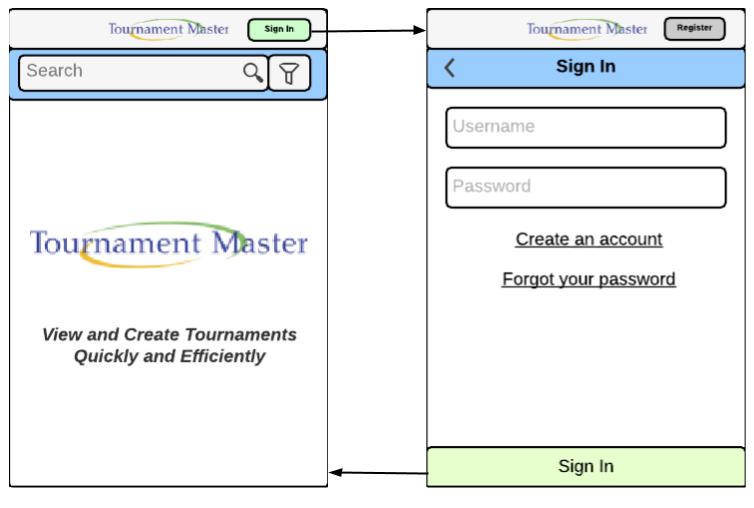 Tournament Master
Sign In
Search
Tournament Master
View and Create Tournaments
Quickly and Efficiently
Tournament Master
Register
Sign In
Username
Password
Create an account
Forgot your password
Sign In